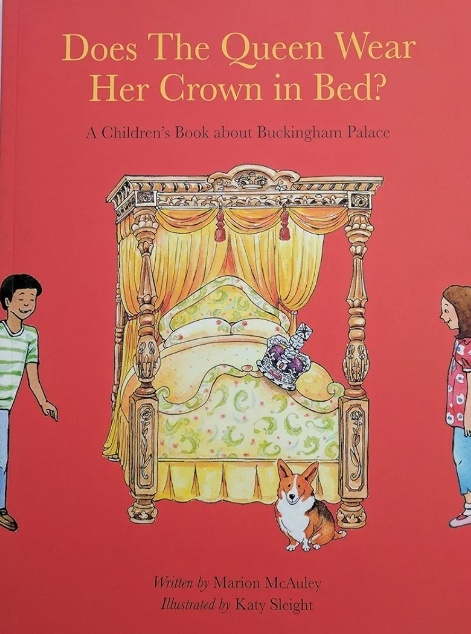 Does The Queen Wear
Her Crown in Bed?
A Children's Book about Buckingham Palace
Written by Marion McAuley
Illustrated by Katy Sleight